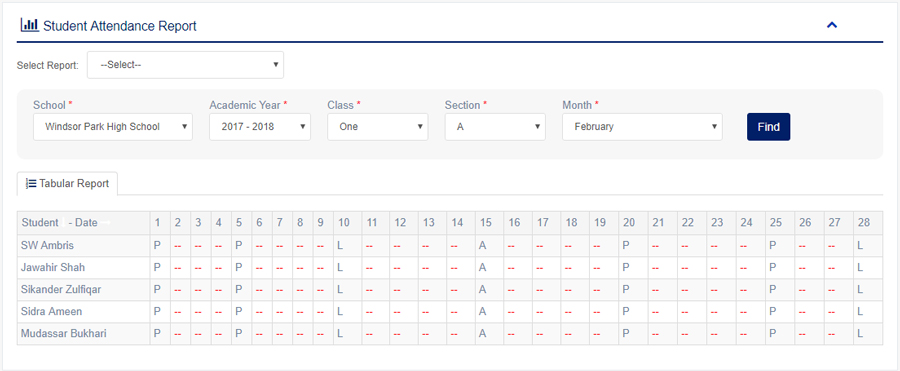 Student Attendance Report
Select Report: --Select--
School * Academic Year * Class * Section * Month *
Windsor Park High School 2017 - 2018 One A February Find
Tabular Report
Student - Date 1 2 3 4 5 6 7 8 9 10 11 12 13 14 15 16 17 18 19 20 21 22 23 24 25 26 27 28
SW Ambris P -- -- -- P -- -- -- -- L -- -- -- -- A -- -- -- -- P -- -- -- -- P -- -- L
Jawahir Shah P -- -- -- P -- -- -- -- L -- -- -- -- A -- -- -- -- P -- -- -- -- P -- -- L
Sikander Zulfiqar P -- -- -- P -- -- -- -- L -- -- -- -- A -- -- -- -- P -- -- -- -- P -- -- L
Sidra Ameen P -- -- -- P -- -- -- -- L -- -- -- -- A -- -- -- -- P -- -- -- -- P -- -- L
Mudassar Bukhari P -- -- -- P -- -- -- -- L -- -- -- -- A -- -- -- -- P -- -- -- -- P -- -- L